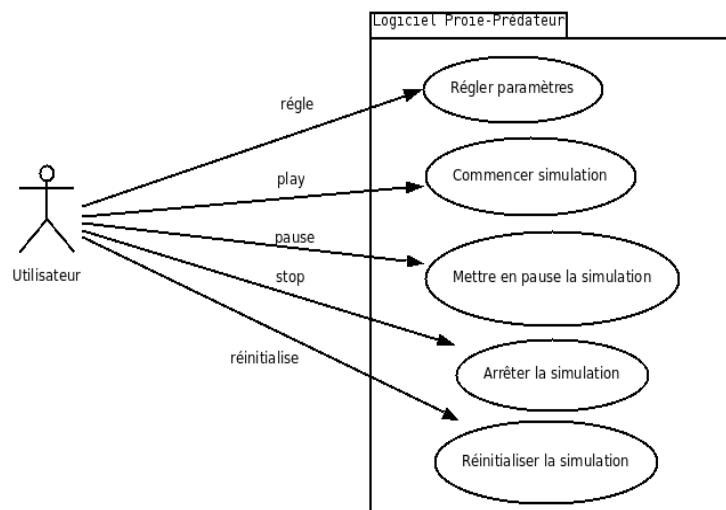 Logiciel Proie-Prédateur
Régler paramètres
régle
Commencer simulation
play
pause
Mettre en pause la simulation
Utilisateur
stop
réinitialise
Arrêter la simulation
Réinitialiser la simulation